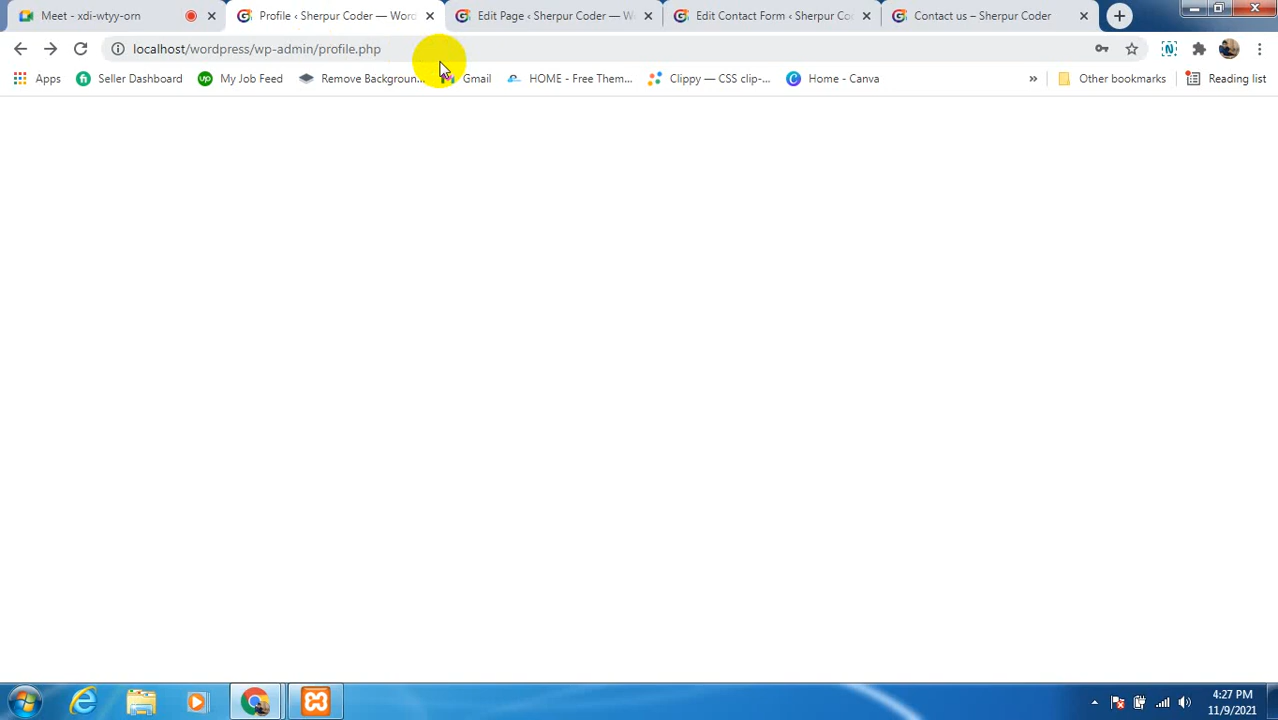 Meet - xdi-wtyy-orn
Profile ‹ Sherpur Coder — Wor
Edit Page ‹ Sherpur Coder — W
Edit Contact Form ‹ Sherpur Co
Contact us – Sherpur Coder
localhost/wordpress/wp-admin/profile.php
Apps
Seller Dashboard
My Job Feed
Remove Backgroun...
Gmail
HOME - Free Them...
Clippy — CSS clip-...
Home - Canva
»
Other bookmarks
Reading list
4:27 PM
11/9/2021